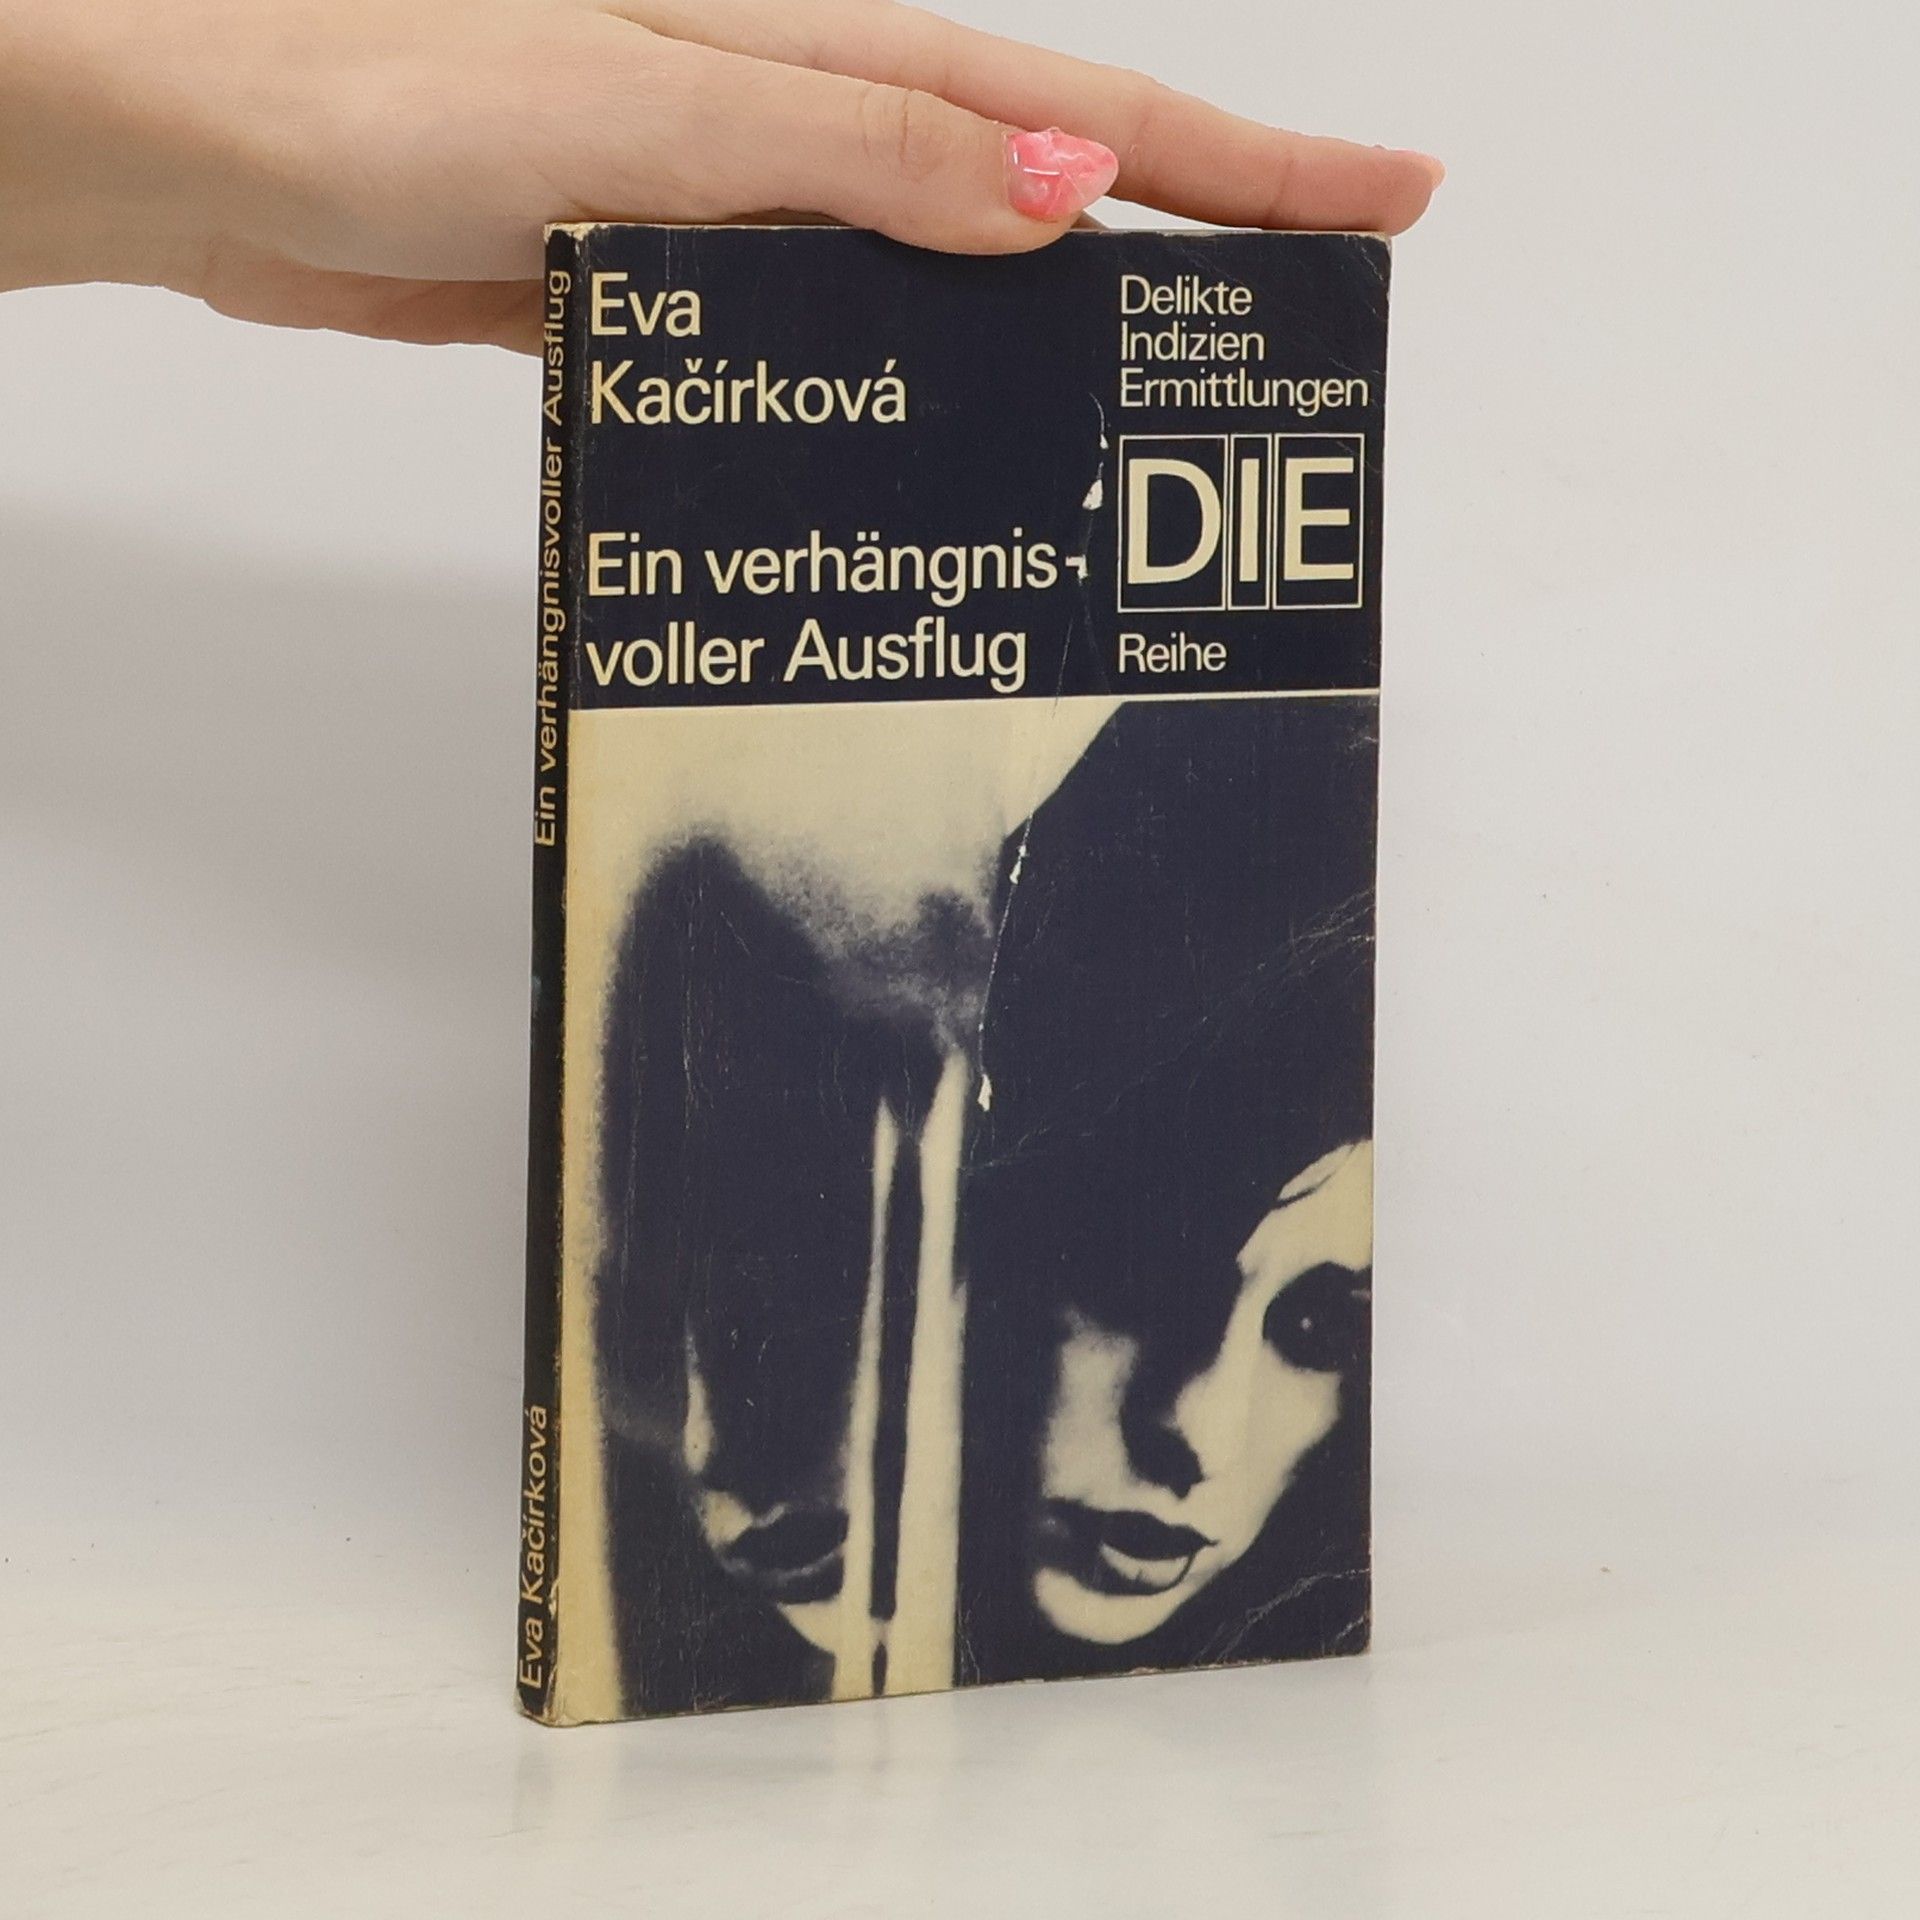 Eva
Kačírková
Ein verhängnis-
voller Ausflug
Delikte
Indizien
Ermittlungen
DIE
Reihe
Eva Kačírková Ein verhängnisvoller Ausflug